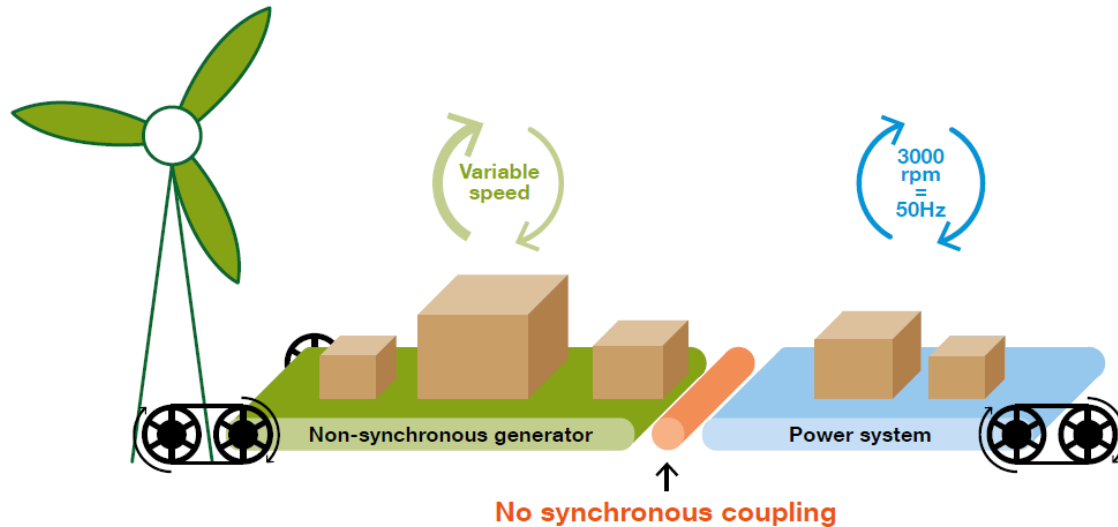 Variable
speed
3000
rpm
=
50Hz
Non-synchronous generator
Power system
No synchronous coupling